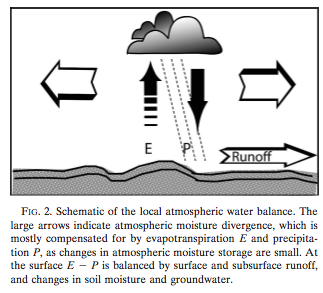 E
P
Runoff
FIG. 2. Schematic of the local atmospheric water balance. The
large arrows indicate atmospheric moisture divergence, which is
mostly compensated for by evapotranspiration E and precipita-
tion P, as changes in atmospheric moisture storage are small. At
the surface E − P is balanced by surface and subsurface runoff,
and changes in soil moisture and groundwater.